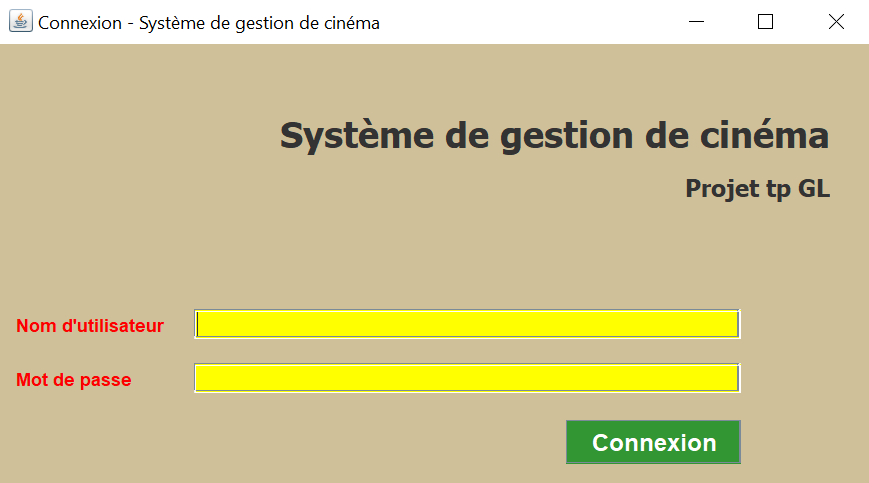 Connexion - Système de gestion de cinéma
Système de gestion de cinéma
Projet tp GL
Nom d'utilisateur
Mot de passe
Connexion